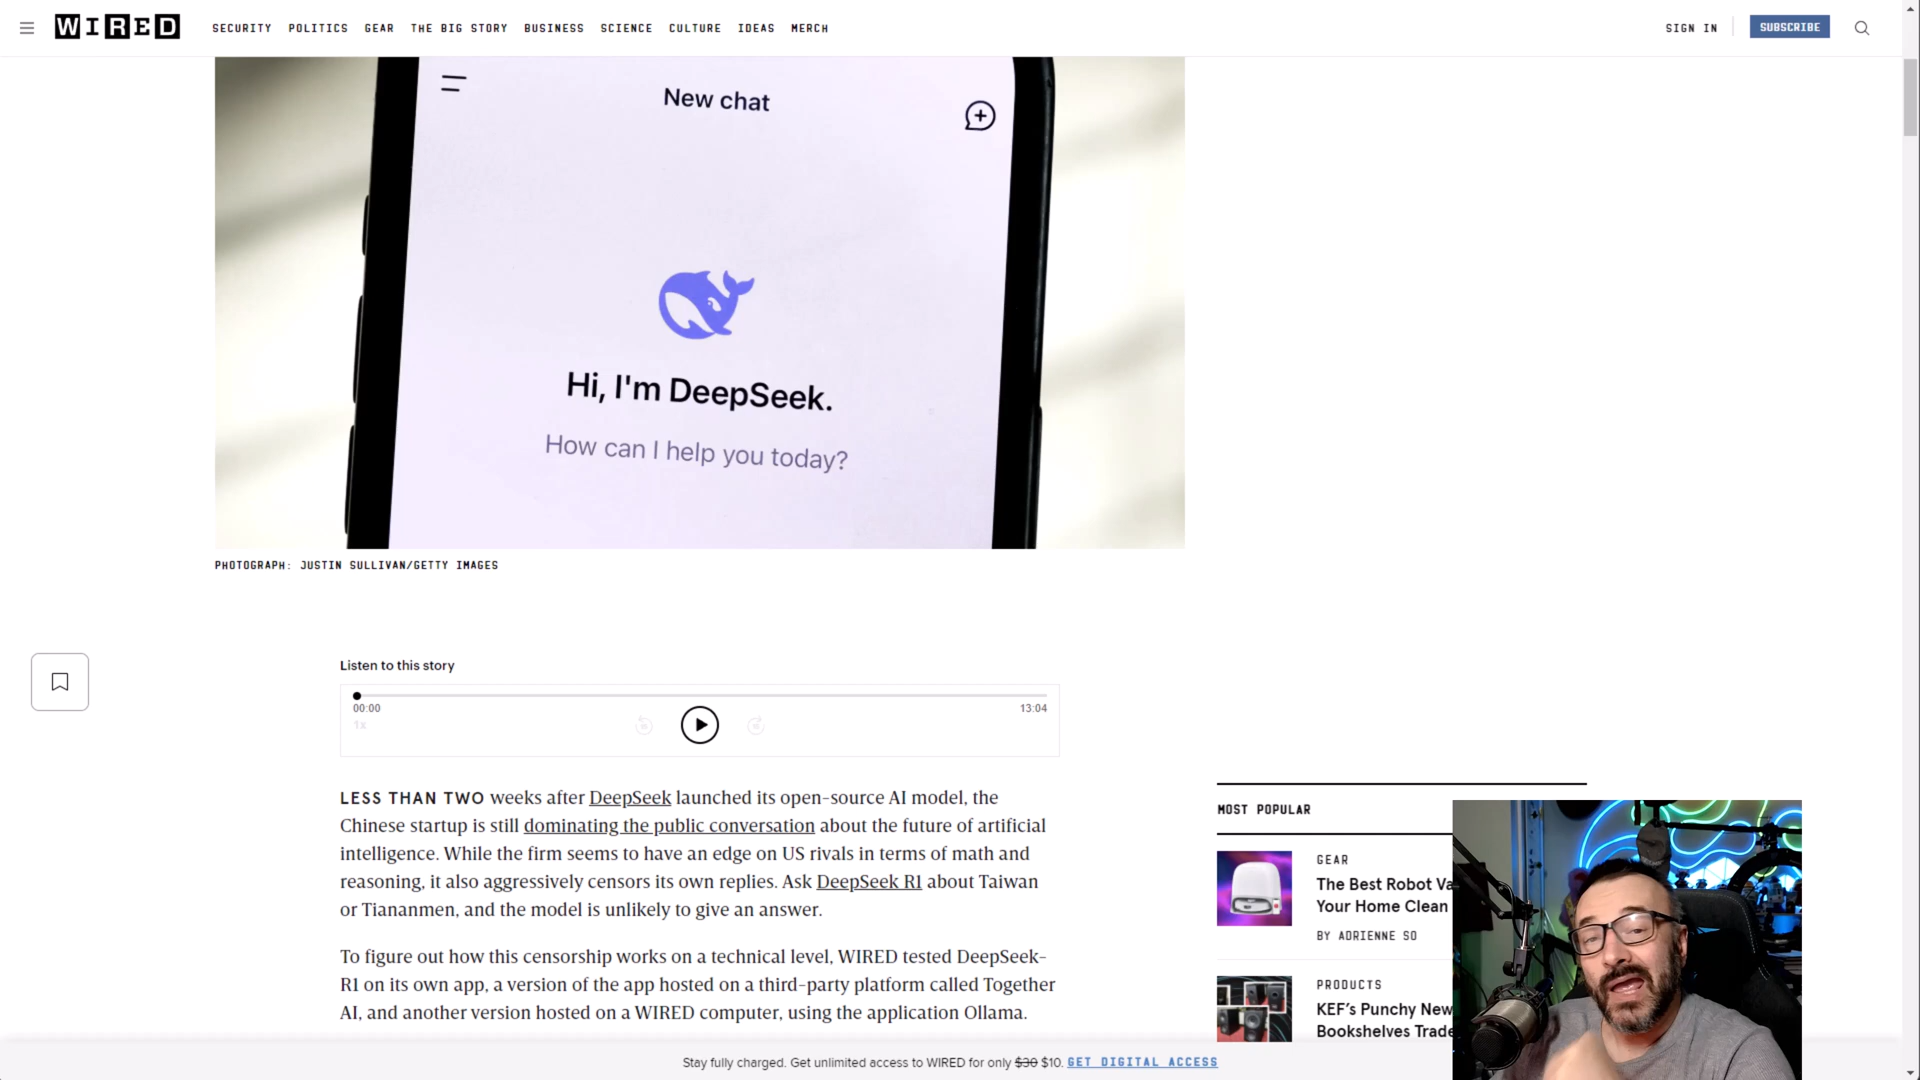 WIRED
SECURITY POLITICS GEAR THE BIG STORY BUSINESS SCIENCE CULTURE IDEAS MERCH
SIGN IN
SUBSCRIBE
New chat
Hi, I'm DeepSeek.
How can I help you today?
PHOTOGRAPH: JUSTIN SULLIVAN/GETTY IMAGES
Listen to this story
00:00
13:04
1x
LESS THAN TWO weeks after DeepSeek launched its open-source AI model, the
Chinese startup is still dominating the public conversation about the future of artificial
intelligence. While the firm seems to have an edge on US rivals in terms of math and
reasoning, it also aggressively censors its own replies. Ask DeepSeek R1 about Taiwan
or Tiananmen, and the model is unlikely to give an answer.
To figure out how this censorship works on a technical level, WIRED tested DeepSeek-
R1 on its own app, a version of the app hosted on a third-party platform called Together
AI, and another version hosted on a WIRED computer, using the application Ollama.
MOST POPULAR
GEAR
The Best Robot Va
Your Home Clean
BY ADRIENNE SO
PRODUCTS
KEF's Punchy New
Bookshelves Trade
Stay fully charged. Get unlimited access to WIRED for only $30 $10. GET DIGITAL ACCESS